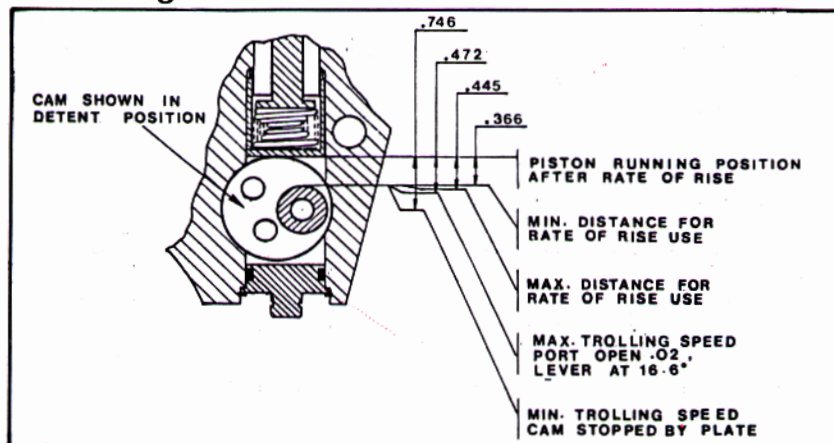 .746
.472
.445
.366
CAM SHOWN IN
DETENT POSITION
PISTON RUNNING POSITION
AFTER RATE OF RISE
MIN. DISTANCE FOR
RATE OF RISE USE
MAX. DISTANCE FOR
RATE OF RISE USE
MAX. TROLLING SPEED
PORT OPEN .02,
LEVER AT 16.6°
MIN. TROLLING SPEED
CAM STOPPED BY PLATE